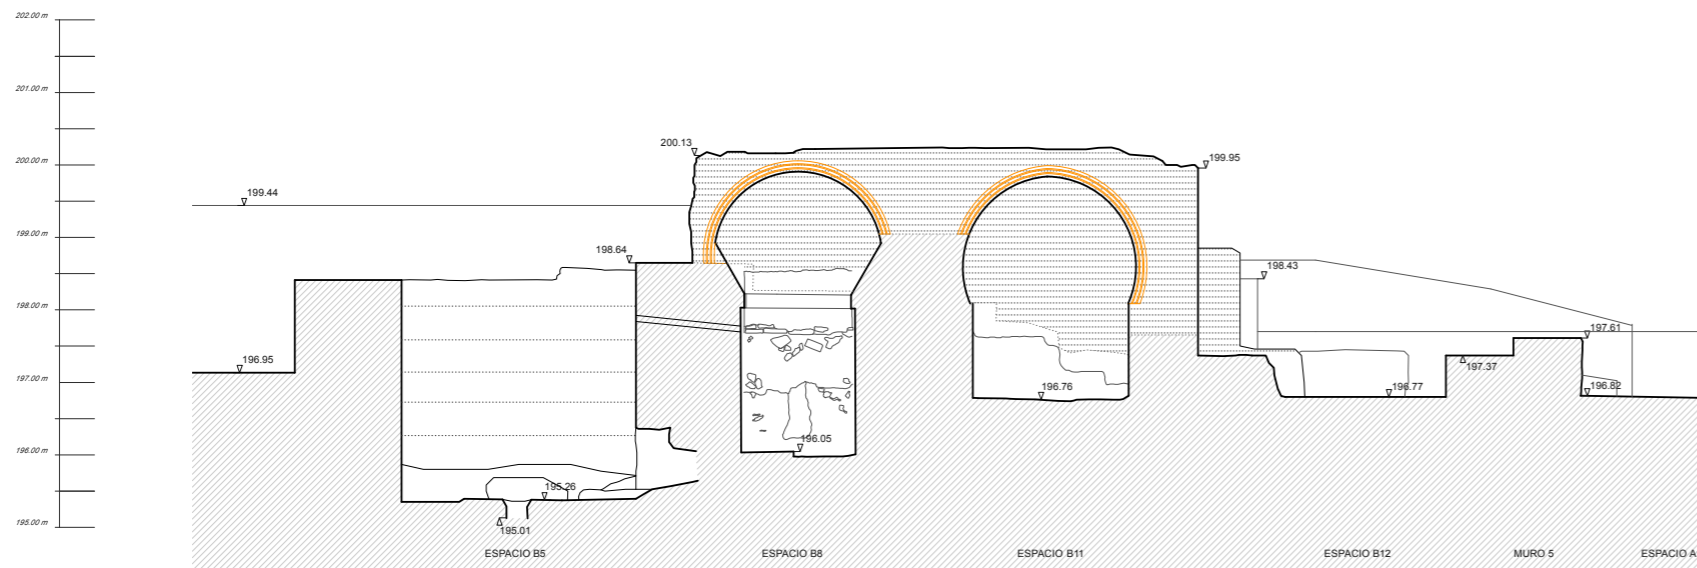 202.00 m
201.00 m
200.00 m
199.00 m
198.00 m
197.00 m
196.00 m
195.00 m
199.44
196.95
198.64
200.13
199.95
198.43
197.61
197.37
196.77
196.82
196.76
196.05
195.26
195.01
ESPACIO B5
ESPACIO B8
ESPACIO B11
ESPACIO B12
MURO 5
ESPACIO A